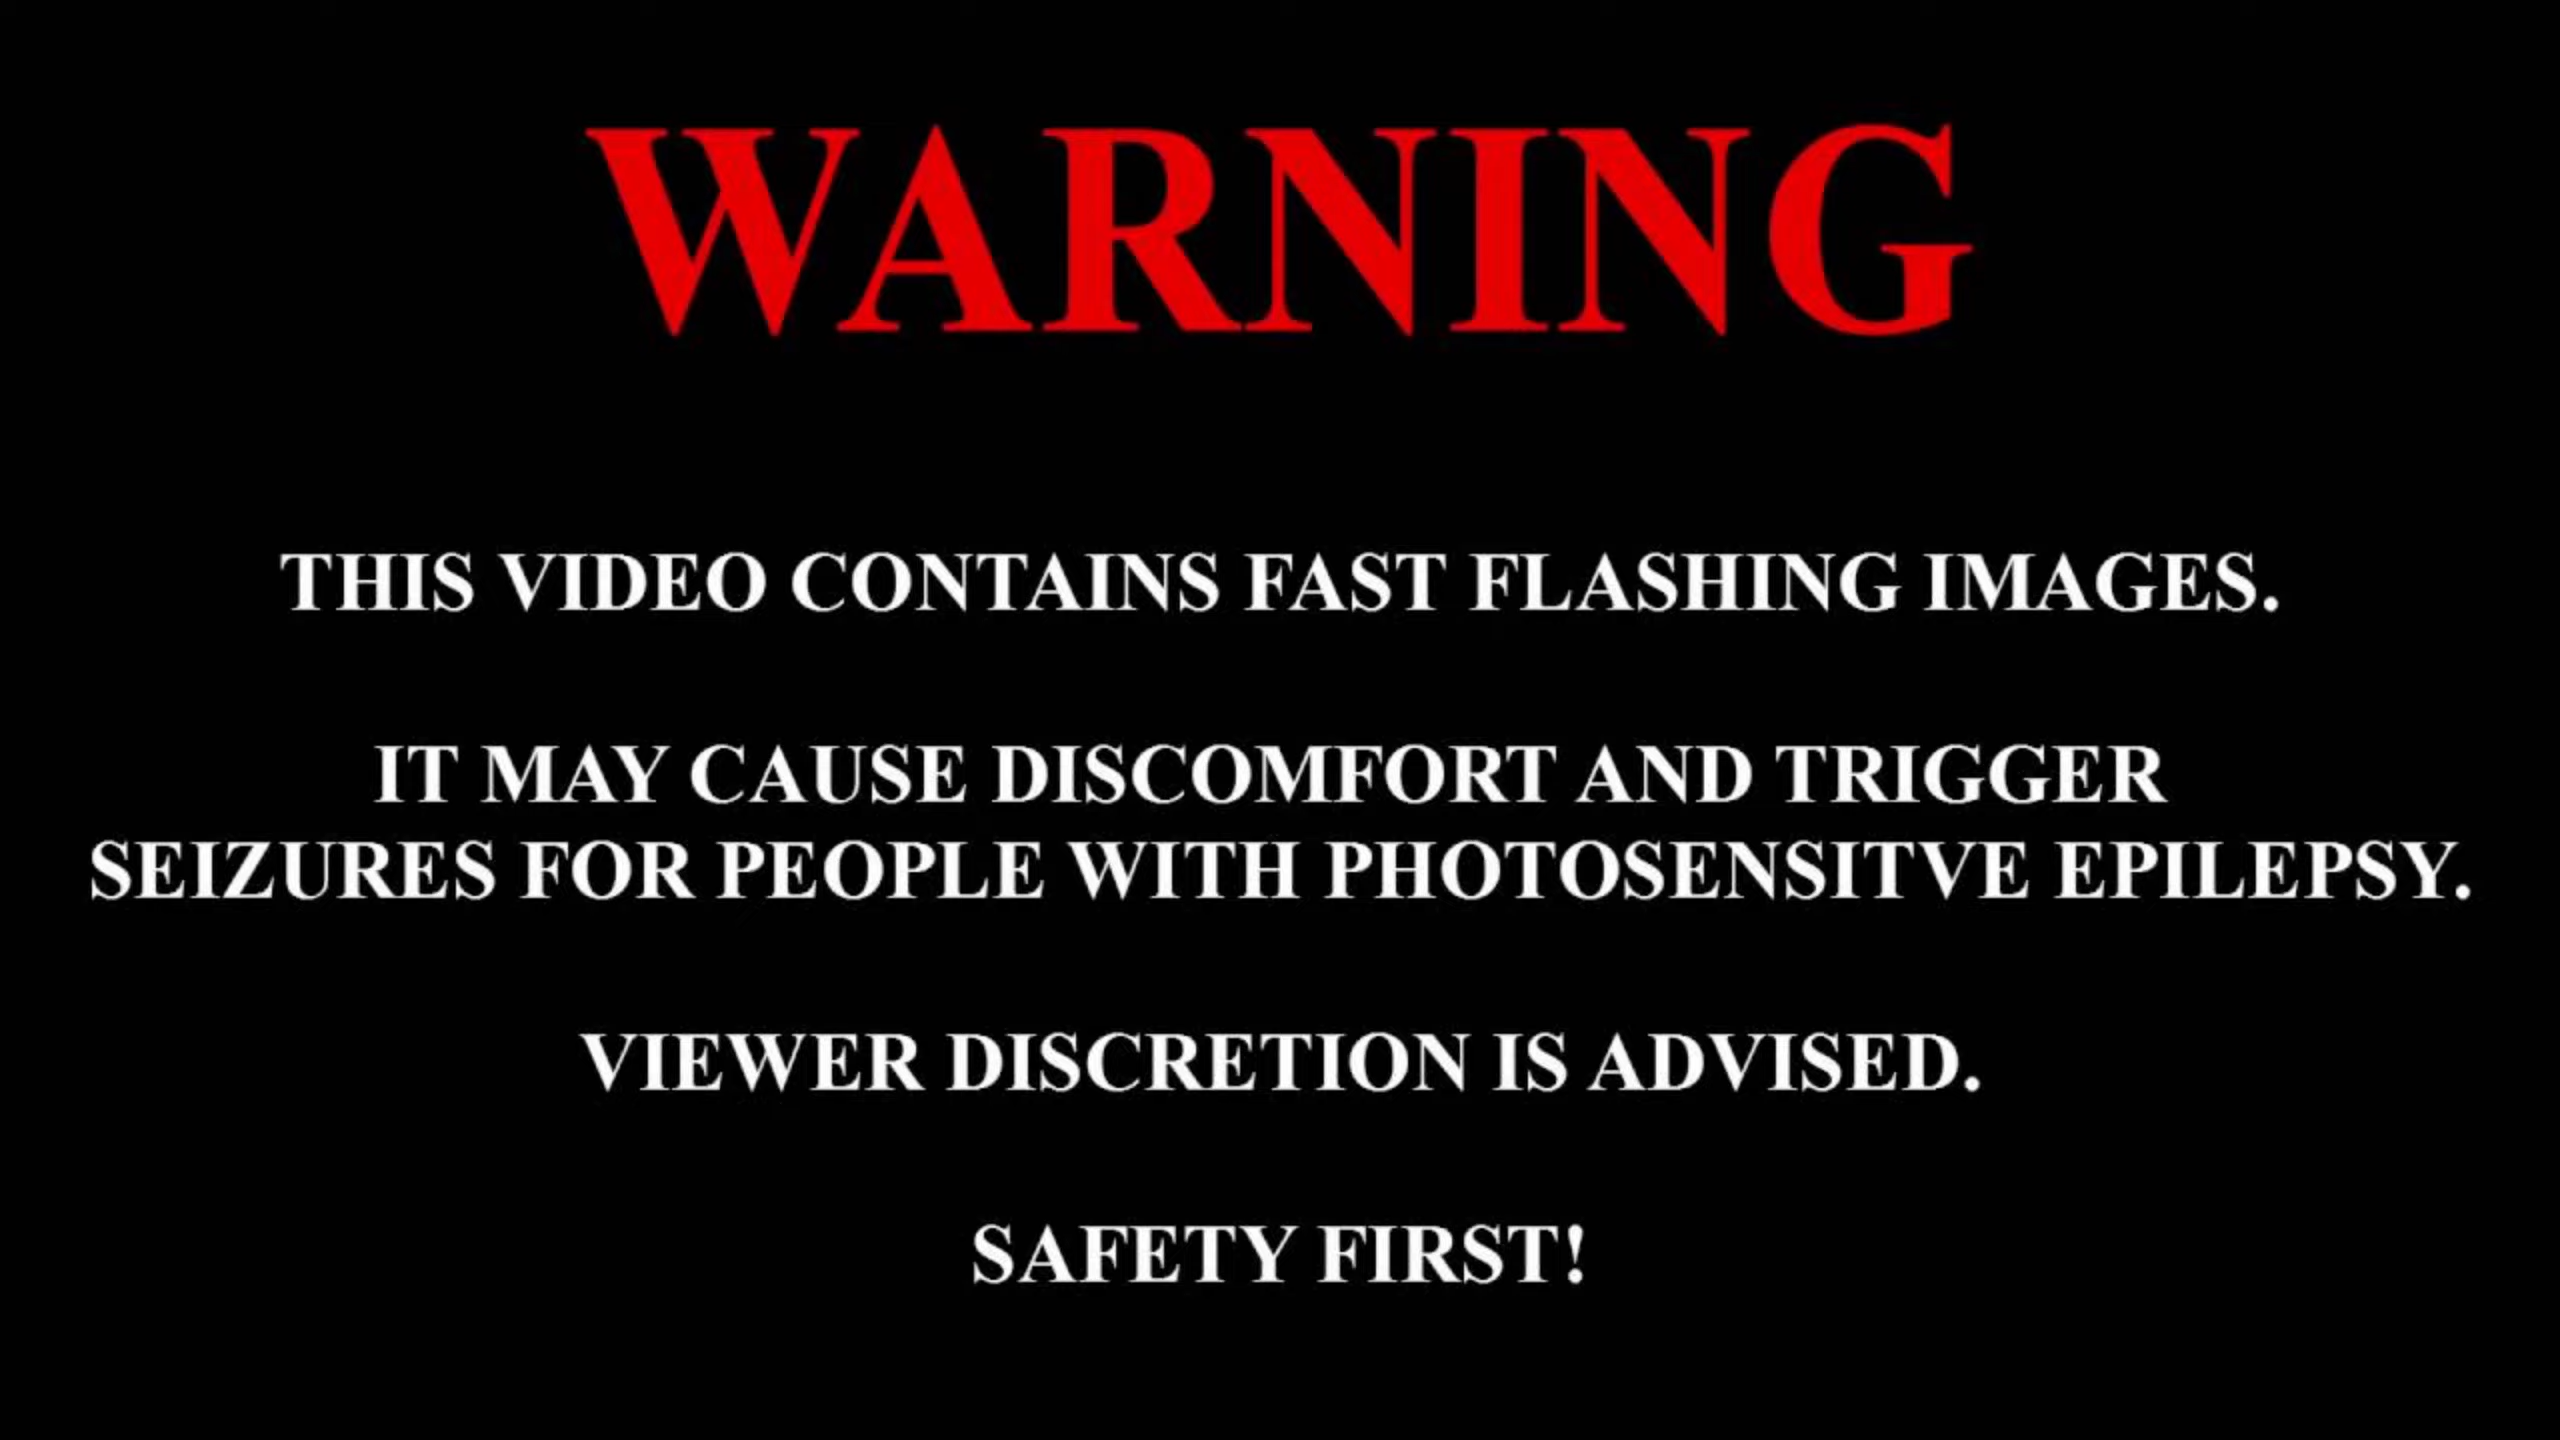 WARNING
THIS VIDEO CONTAINS FAST FLASHING IMAGES.
IT MAY CAUSE DISCOMFORT AND TRIGGER
SEIZURES FOR PEOPLE WITH PHOTOSENSITVE EPILEPSY.
VIEWER DISCRETION IS ADVISED.
SAFETY FIRST!